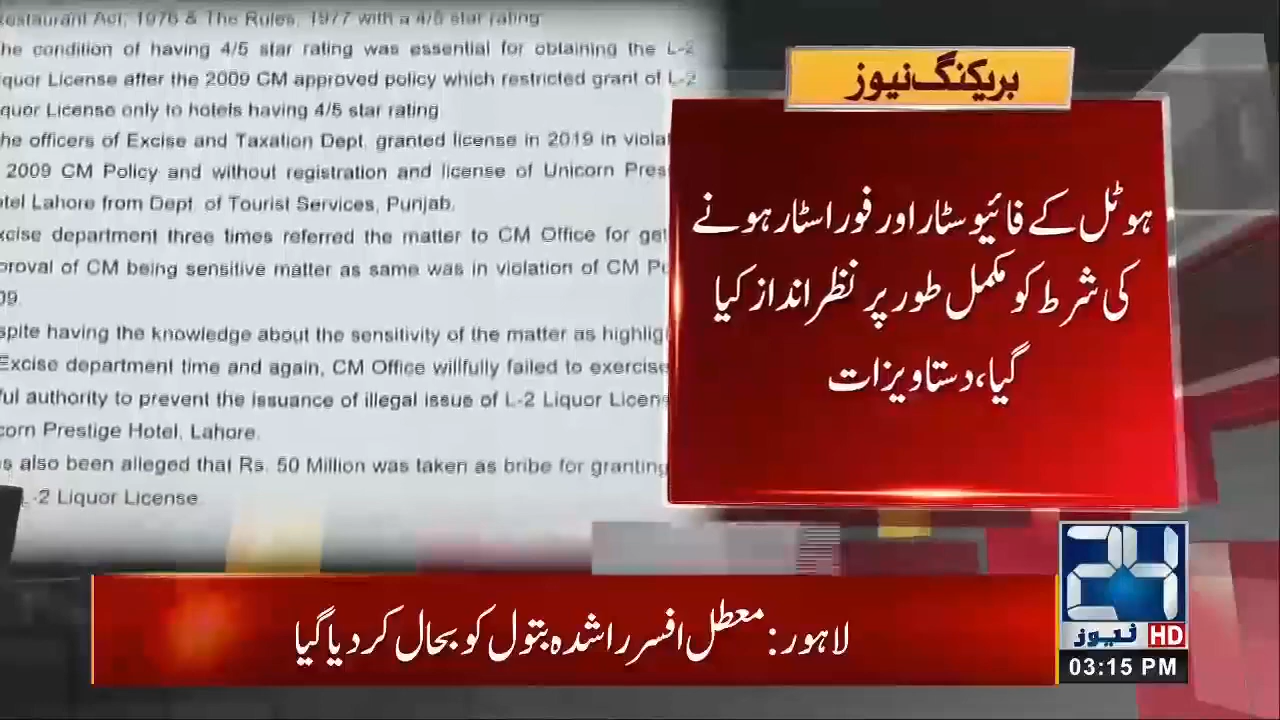 estaurant Act, 1976 & The Rules, 1977 with a 4/5 star rating
he condition of having 4/5 star rating was essential for obtaining the L-2
iquor License after the 2009 CM approved policy which restricted grant of L-2
quor License only to hotels having 4/5 star rating
he officers of Excise and Taxation Dept. granted license in 2019 in violat
2009 CM Policy and without registration and license of Unicorn Pres
tel Lahore from Dept. of Tourist Services, Punjab.
xcise department three times referred the matter to CM Office for get
proval of CM being sensitive matter as same was in violation of CM Po
09.
spite having the knowledge about the sensitivity of the matter as highlig
Excise department time and again, CM Office willfully failed to exercise
ful authority to prevent the issuance of illegal issue of L-2 Liquor Licens
corn Prestige Hotel, Lahore.
s also been alleged that Rs. 50 Million was taken as bribe for granting
L-2 Liquor License.
بریکنگ نیوز
ہوٹل کے فائیو سٹار اور فور اسٹار ہونے
کی شرط کو مکمل طور پر نظر انداز کیا
گیا، دستاویزات
لاہور: معطل افسر راشدہ بتول کو بحال کر دیا گیا
24
نیوز HD
03:15 PM